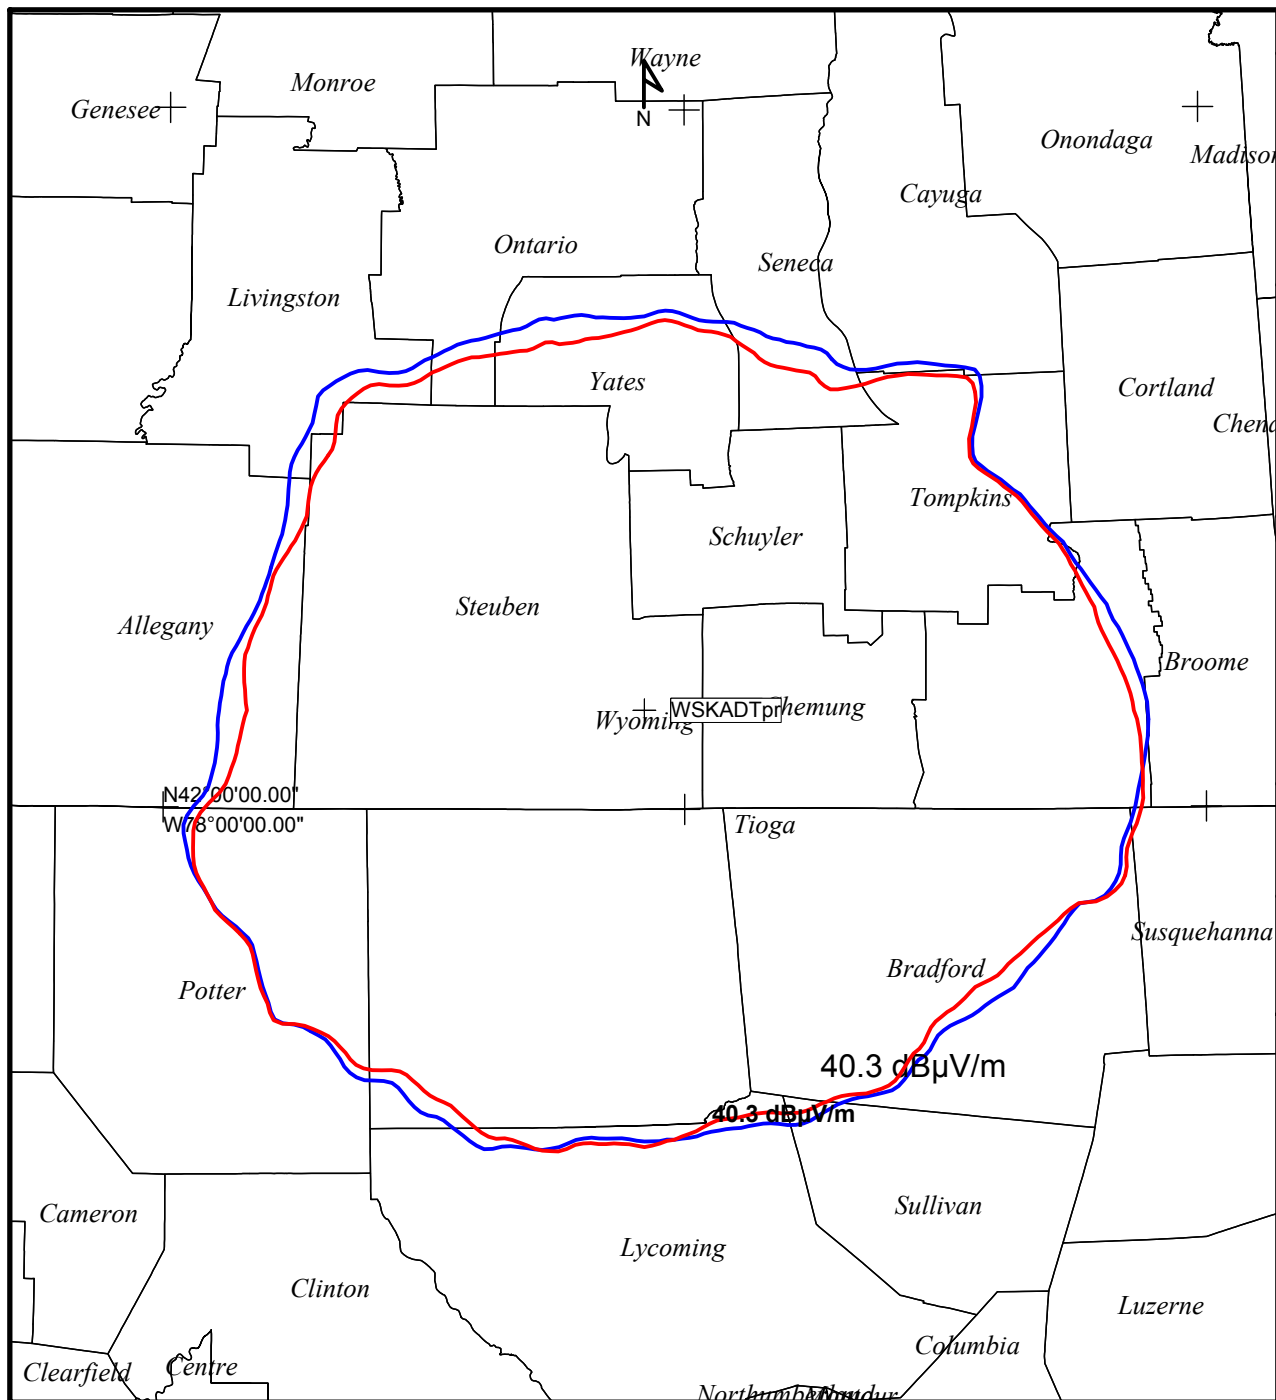 Wayne
Monroe
Genesee
N
Onondaga
Madison
Cayuga
Ontario
Seneca
Livingston
Yates
Cortland
Chena
Tompkins
Schuyler
Steuben
Allegany
Broome
Wyoming
WSKADTpr
Chemung
N42°00'00.00"
W78°00'00.00"
Tioga
Susquehanna
Bradford
Potter
40.3 dBµV/m
40.3 dBµV/m
Sullivan
Cameron
Lycoming
Clinton
Luzerne
Columbia
Centre
Clearfield